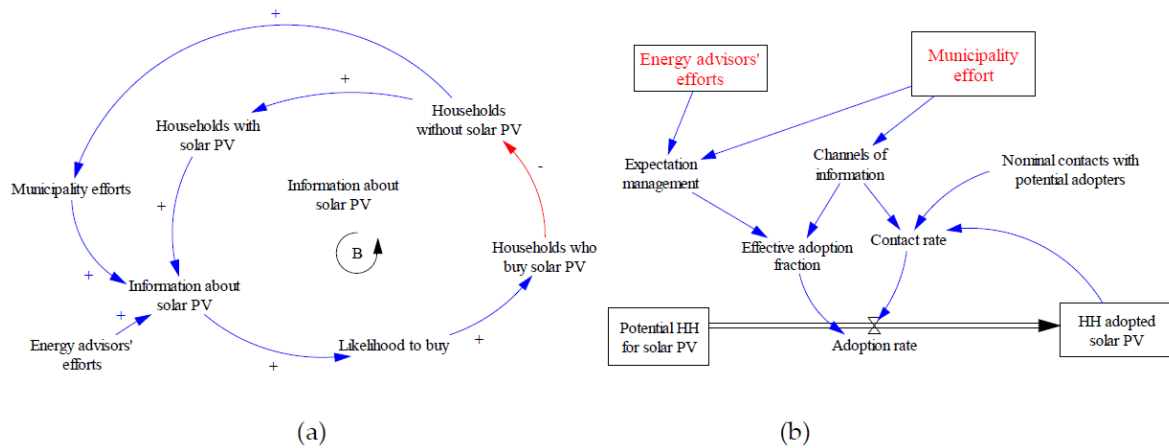 +
+
Households
without solar PV
Households with
solar PV
Municipality efforts
Information about
solar PV
-
+
B
Households who
buy solar PV
+
Information about
solar PV
+
Energy advisors'
efforts
+
Likelihood to buy
+
(a)
Energy advisors'
efforts
Municipality
effort
Expectation
management
Channels of
information
Nominal contacts with
potential adopters
Effective adoption
fraction
Contact rate
Potential HH
for solar PV
Adoption rate
HH adopted
solar PV
(b)